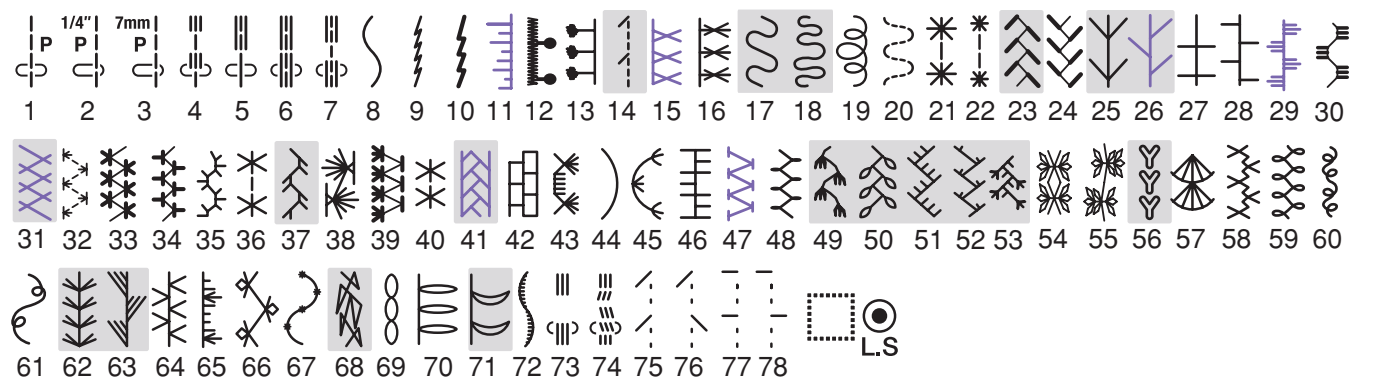 1/4″ 7mm
P P P
1 2 3 4 5 6 7 8 9 10 11 12 13 14 15 16 17 18 19 20 21 22 23 24 25 26 27 28 29 30
31 32 33 34 35 36 37 38 39 40 41 42 43 44 45 46 47 48 49 50 51 52 53 54 55 56 57 58 59 60
L.S
61 62 63 64 65 66 67 68 69 70 71 72 73 74 75 76 77 78